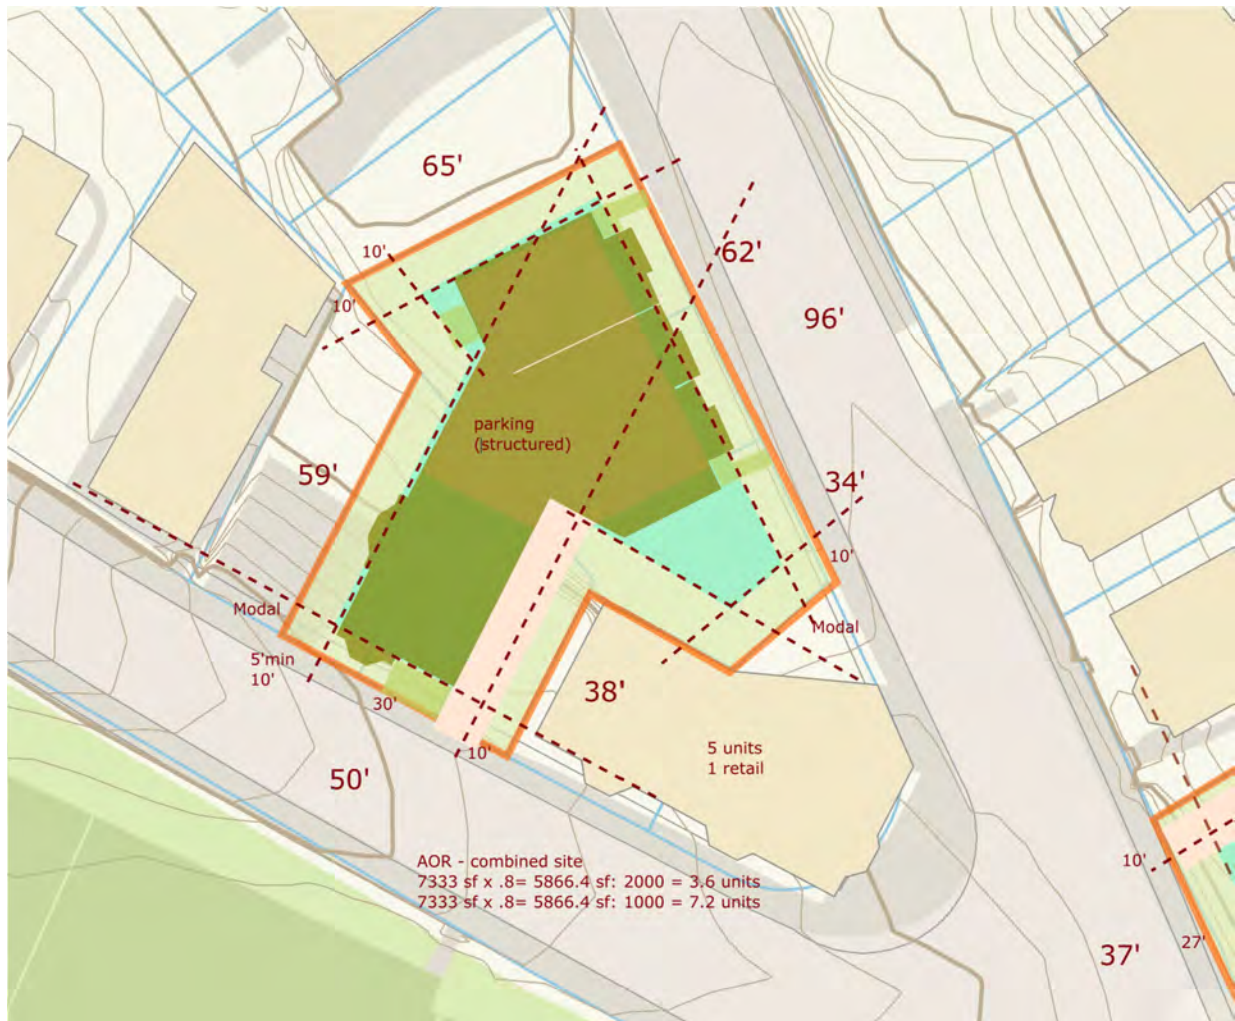 65'
10'
62'
10'
96'
parking
(structured)
59'
34'
10'
Modal
Modal
5'min
10'
38'
30'
10'
5 units
1 retail
50'
AOR - combined site
7333 sf x .8= 5866.4 sf: 2000 = 3.6 units
7333 sf x .8= 5866.4 sf: 1000 = 7.2 units
10'
27'
37'